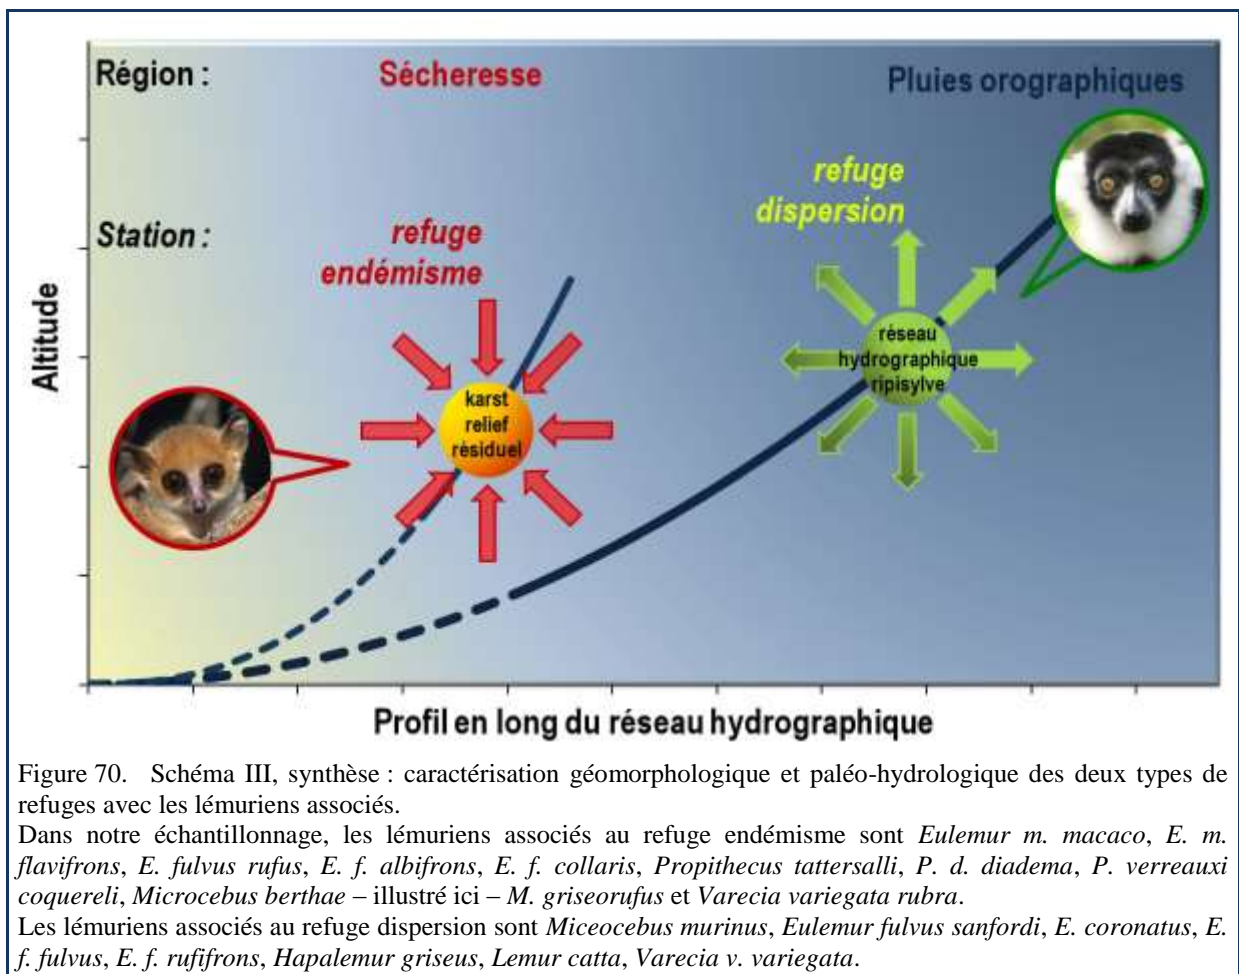 Région :
Sécheresse
Pluies orographiques
refuge
dispersion
Station :
refuge
endémisme
réseau
hydrographique
ripisylve
karst
relief
résiduel
Altitude
Profil en long du réseau hydrographique
Figure 70. Schéma III, synthèse : caractérisation géomorphologique et paléo-hydrologique des deux types de
refuges avec les lémuriens associés.
Dans notre échantillonnage, les lémuriens associés au refuge endémisme sont Eulemur m. macaco, E. m.
flavifrons, E. fulvus rufus, E. f. albifrons, E. f. collaris, Propithecus tattersalli, P. d. diadema, P. verreauxi
coquereli, Microcebus berthae – illustré ici – M. griseorufus et Varecia variegata rubra.
Les lémuriens associés au refuge dispersion sont Miceocebus murinus, Eulemur fulvus sanfordi, E. coronatus, E.
f. fulvus, E. f. rufifrons, Hapalemur griseus, Lemur catta, Varecia v. variegata.